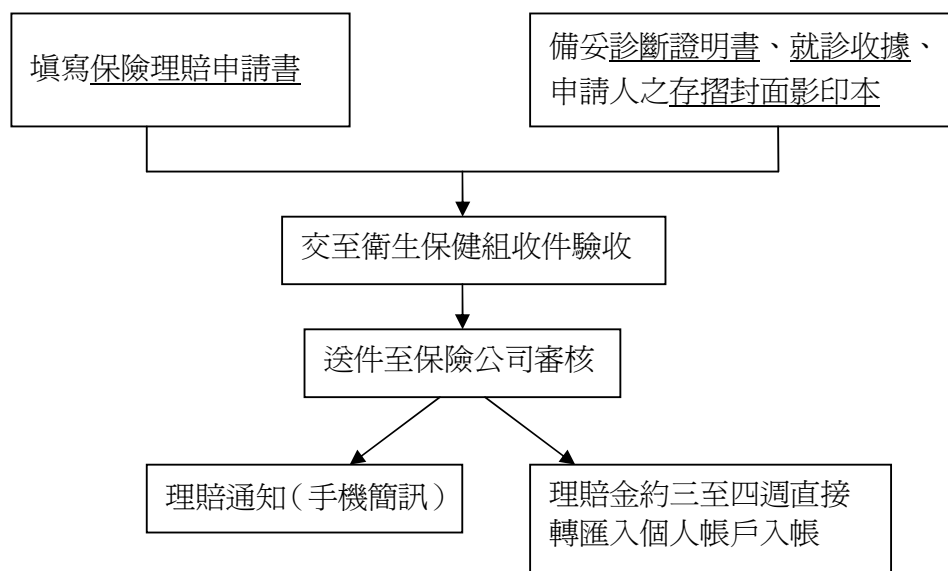 填寫保險理賠申請書
備妥診斷證明書、就診收據、
申請人之存摺封面影印本
交至衛生保健組收件驗收
送件至保險公司審核
理賠通知(手機簡訊)
理賠金約三至四週直接
轉匯入個人帳戶入帳